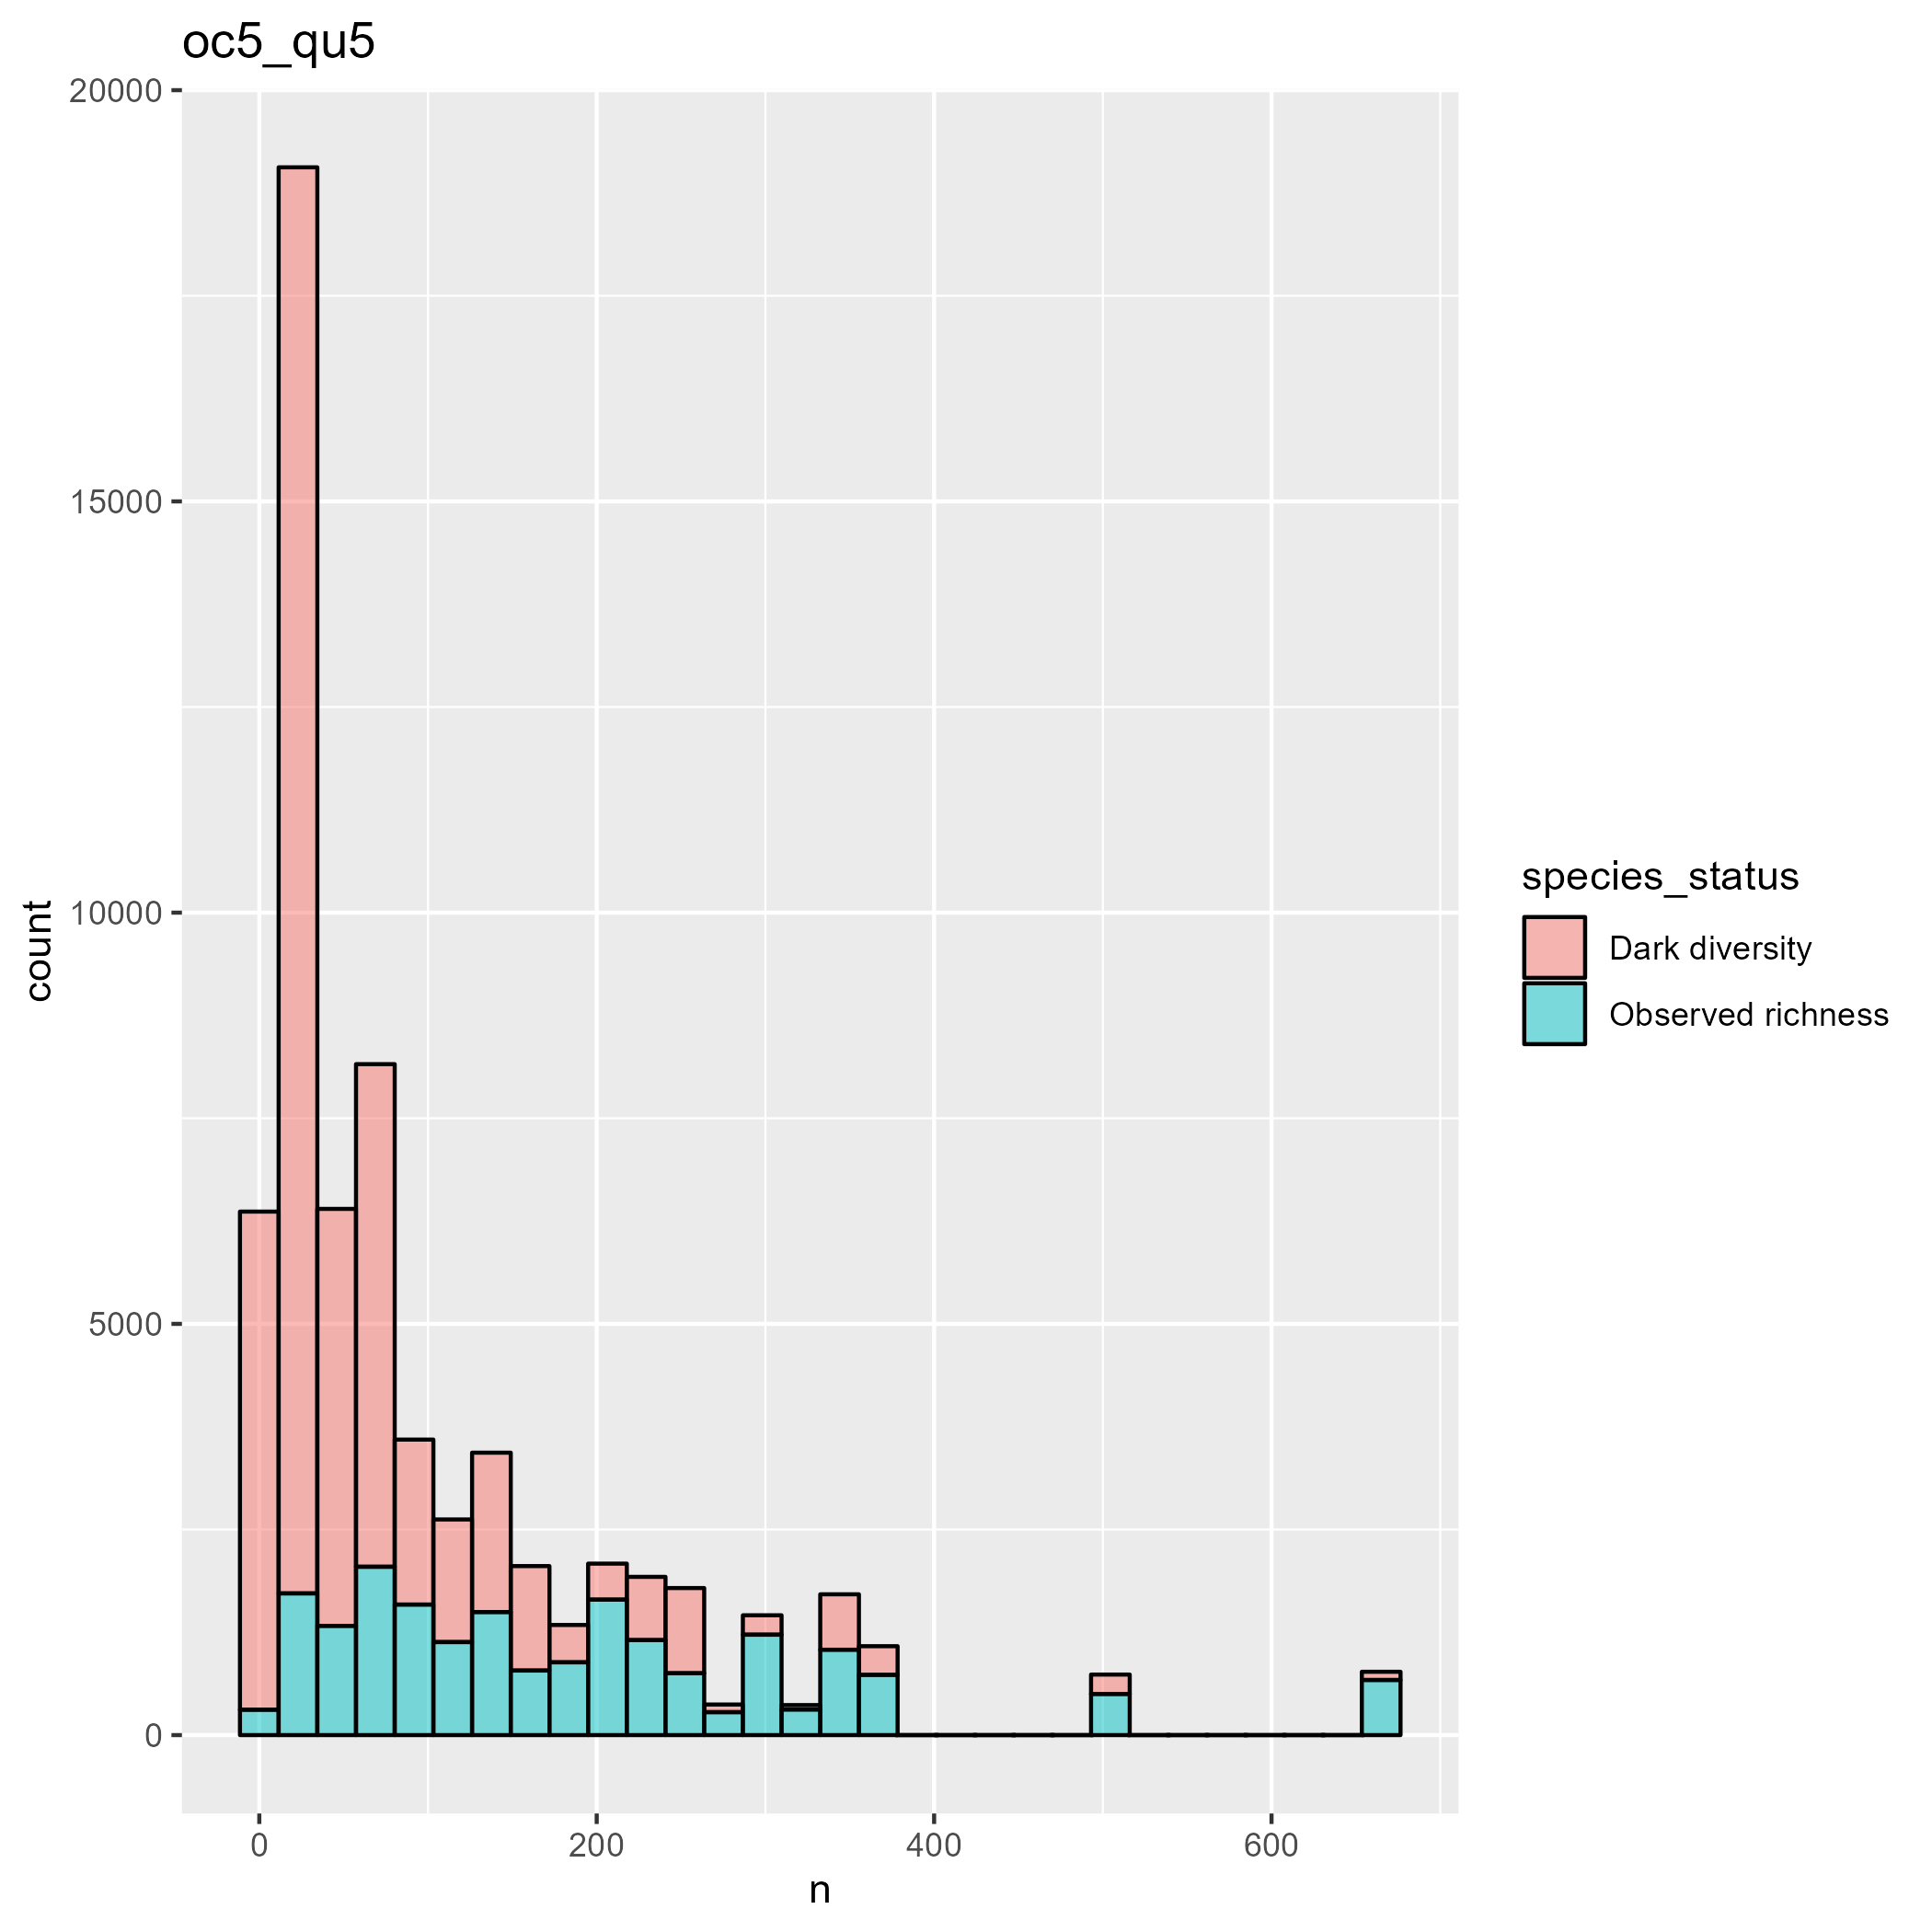 oc5_qu5
20000
15000
10000
5000
0
count
0 200 400 600
n
species_status
Dark diversity
Observed richness